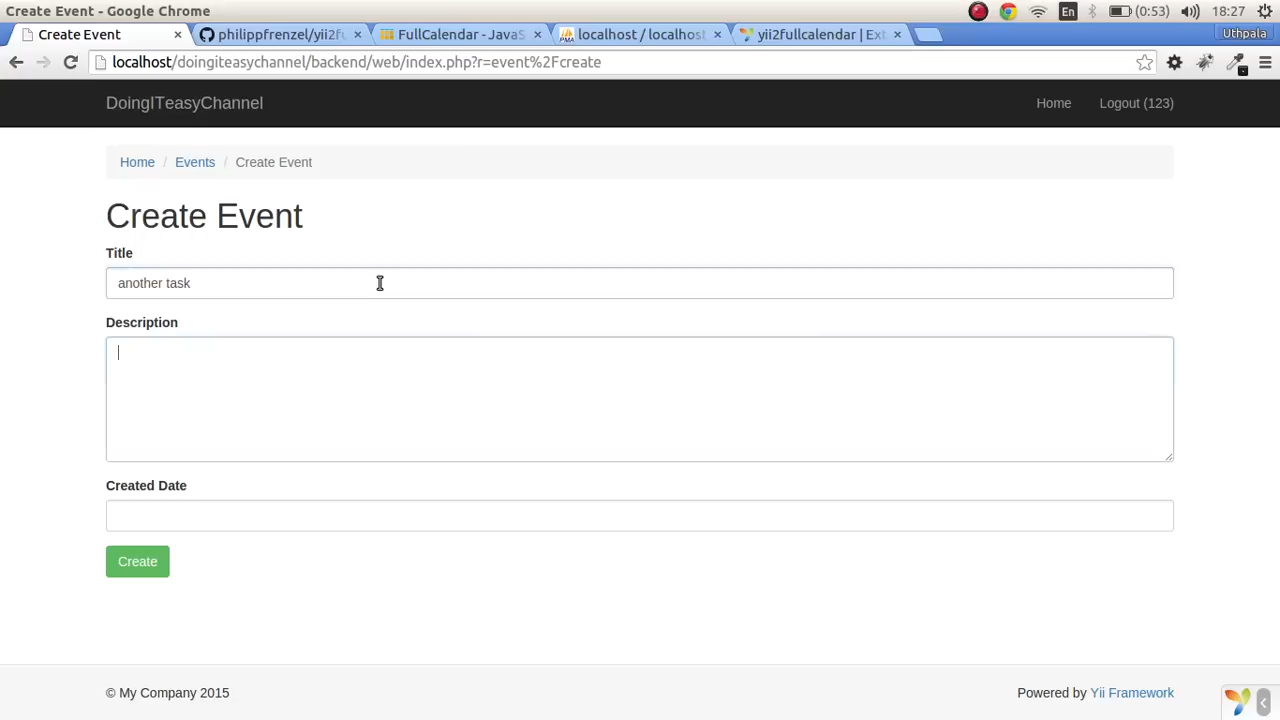 Create Event - Google Chrome
En
(0:53)
18:27
Create Event
philippfrenzel/yii2fu
FullCalendar - JavaS
PMA
localhost / localhost
yii2fullcalendar | Ext
Uthpala
localhost/doingiteasychannel/backend/web/index.php?r=event%2Fcreate
DoingITeasyChannel
Home
Logout (123)
Home / Events / Create Event
Create Event
Title
another task
Description
Created Date
Create
© My Company 2015
Powered by Yii Framework